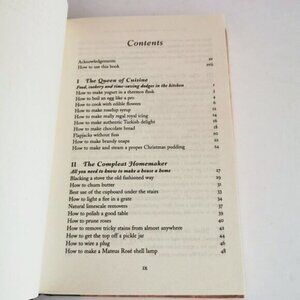 Contents
Acknowledgements
How to use this book
I The Queen of Cuisine
Food, cookery and time-saving dodges in the kitchen 1
How to make yogurt in a thermos flask
How to boil an egg like a pro
How to cook with edible flowers
How to make rosehip syrup
How to make really regal royal icing
How to make authentic Turkish delight
How to make chocolate bread
Flapjacks without fuss
How to make brandy snaps
How to make and steam a proper Christmas pudding 14
II The Compleat Homemaker
All you need to know to make a house a home 17
Blacking a stove the old fashioned way 19
How to churn butter
Best use of the cupboard under the stairs
How to light a fire in a grate
Natural limescale removers
How to polish a good table
How to prune roses
How to remove tricky stains from almost anywhere
How to get the top off a pickle jar
How to wire a plug 46
How to make a Mateus Rosé shell lamp 48
ix